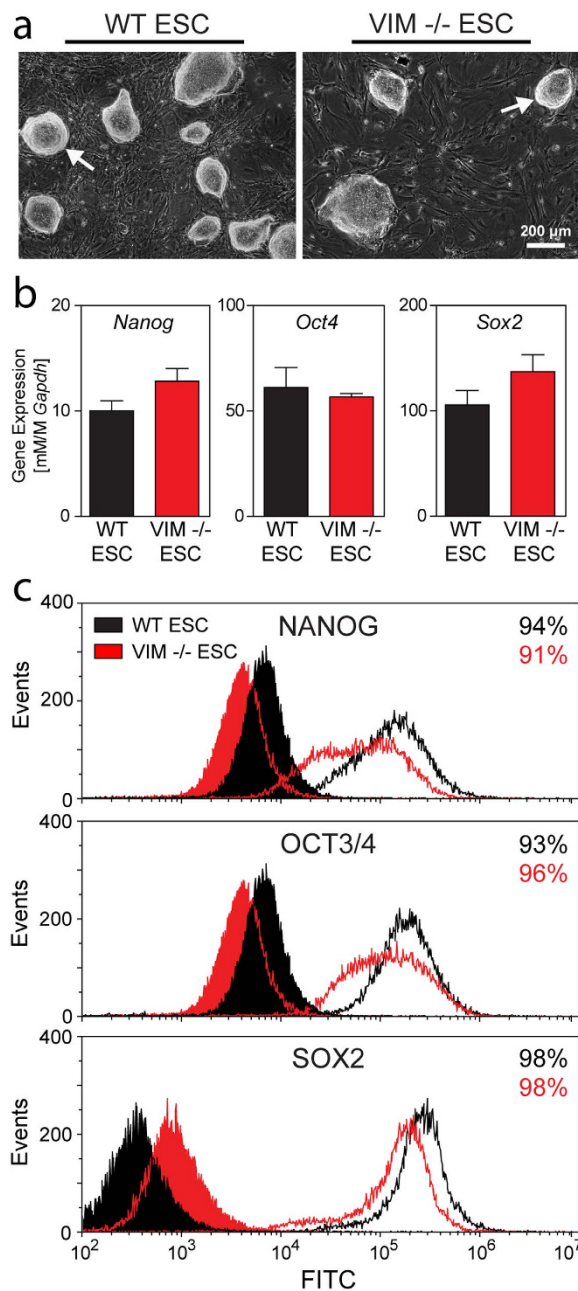 a
WT ESC
VIM -/- ESC
200 µm
b
Gene Expression
[mM/M Gapdh]
20
10
0
Nanog
WT
ESC
VIM -/-
ESC
100
50
0
Oct4
WT
ESC
VIM -/-
ESC
200
100
0
Sox2
WT
ESC
VIM -/-
ESC
c
400
200
0
Events
WT ESC
VIM -/- ESC
NANOG
94%
91%
400
200
0
Events
OCT3/4
93%
96%
400
200
0
Events
SOX2
98%
98%
10²
10³
10⁴
10⁵
10⁶
10⁷
FITC